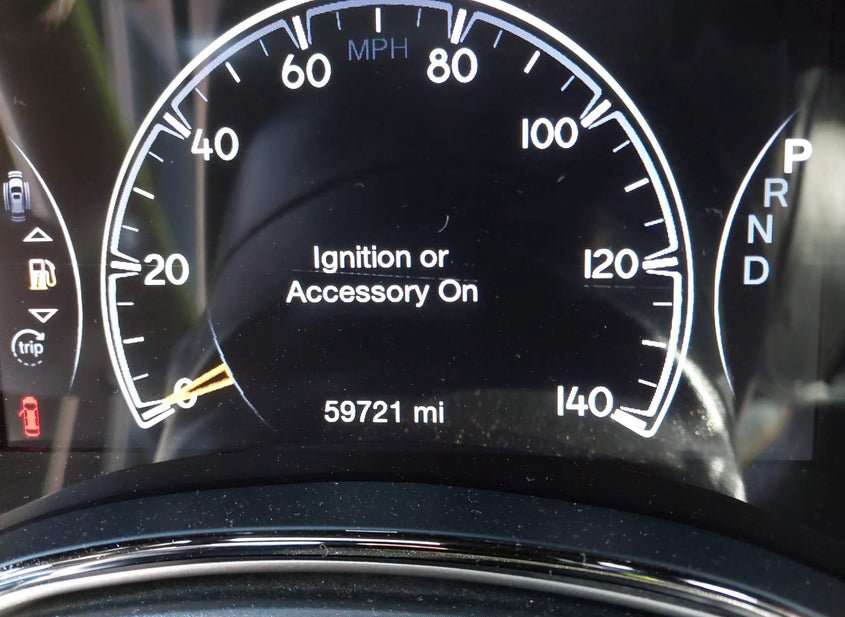 MPH
60
80
40
100
20
120
0
140
Ignition or
Accessory On
59721 mi
trip
P
R
N
D